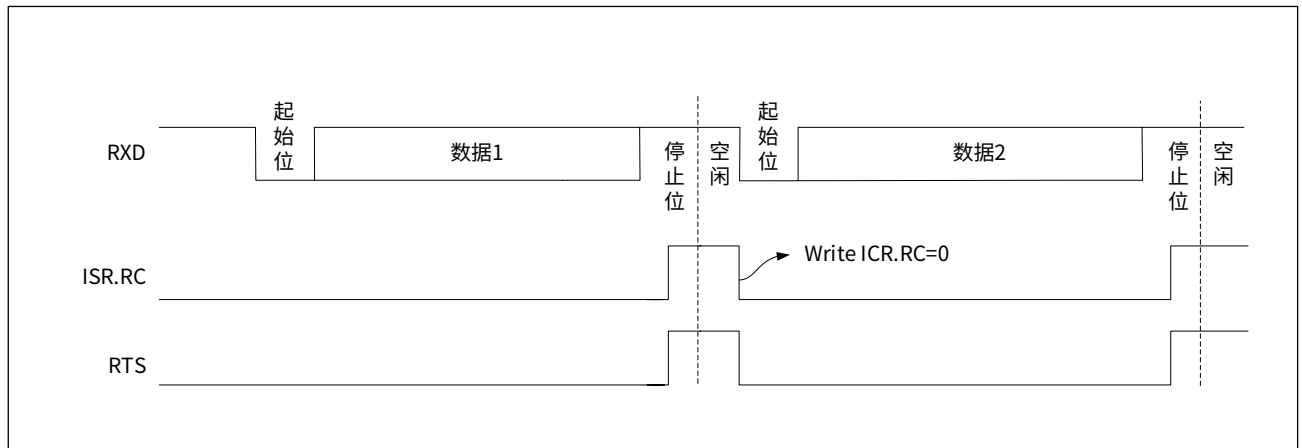 起始位
起始位
RXD
数据1
停止位
空闲
数据2
停止位
空闲
Write ICR.RC=0
ISR.RC
RTS